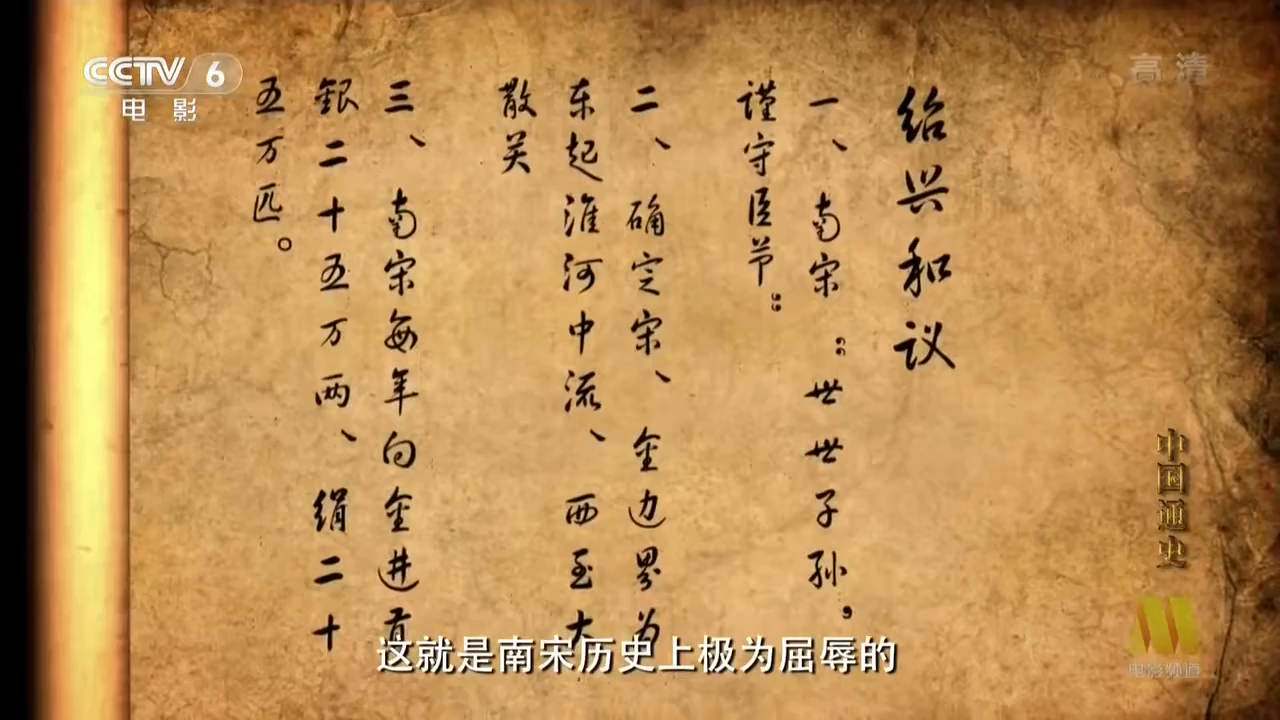 CCTV 6
电影
高清
绍兴和议
一、南宋：世世子孙，
谨守臣节；
二、确定宋、金边界为
东起淮河中流、西至大
散关
三、南宋每年向金进贡
銀二十五万两、绢二十
五万匹。
中国通史
电影频道
这就是南宋历史上极为屈辱的